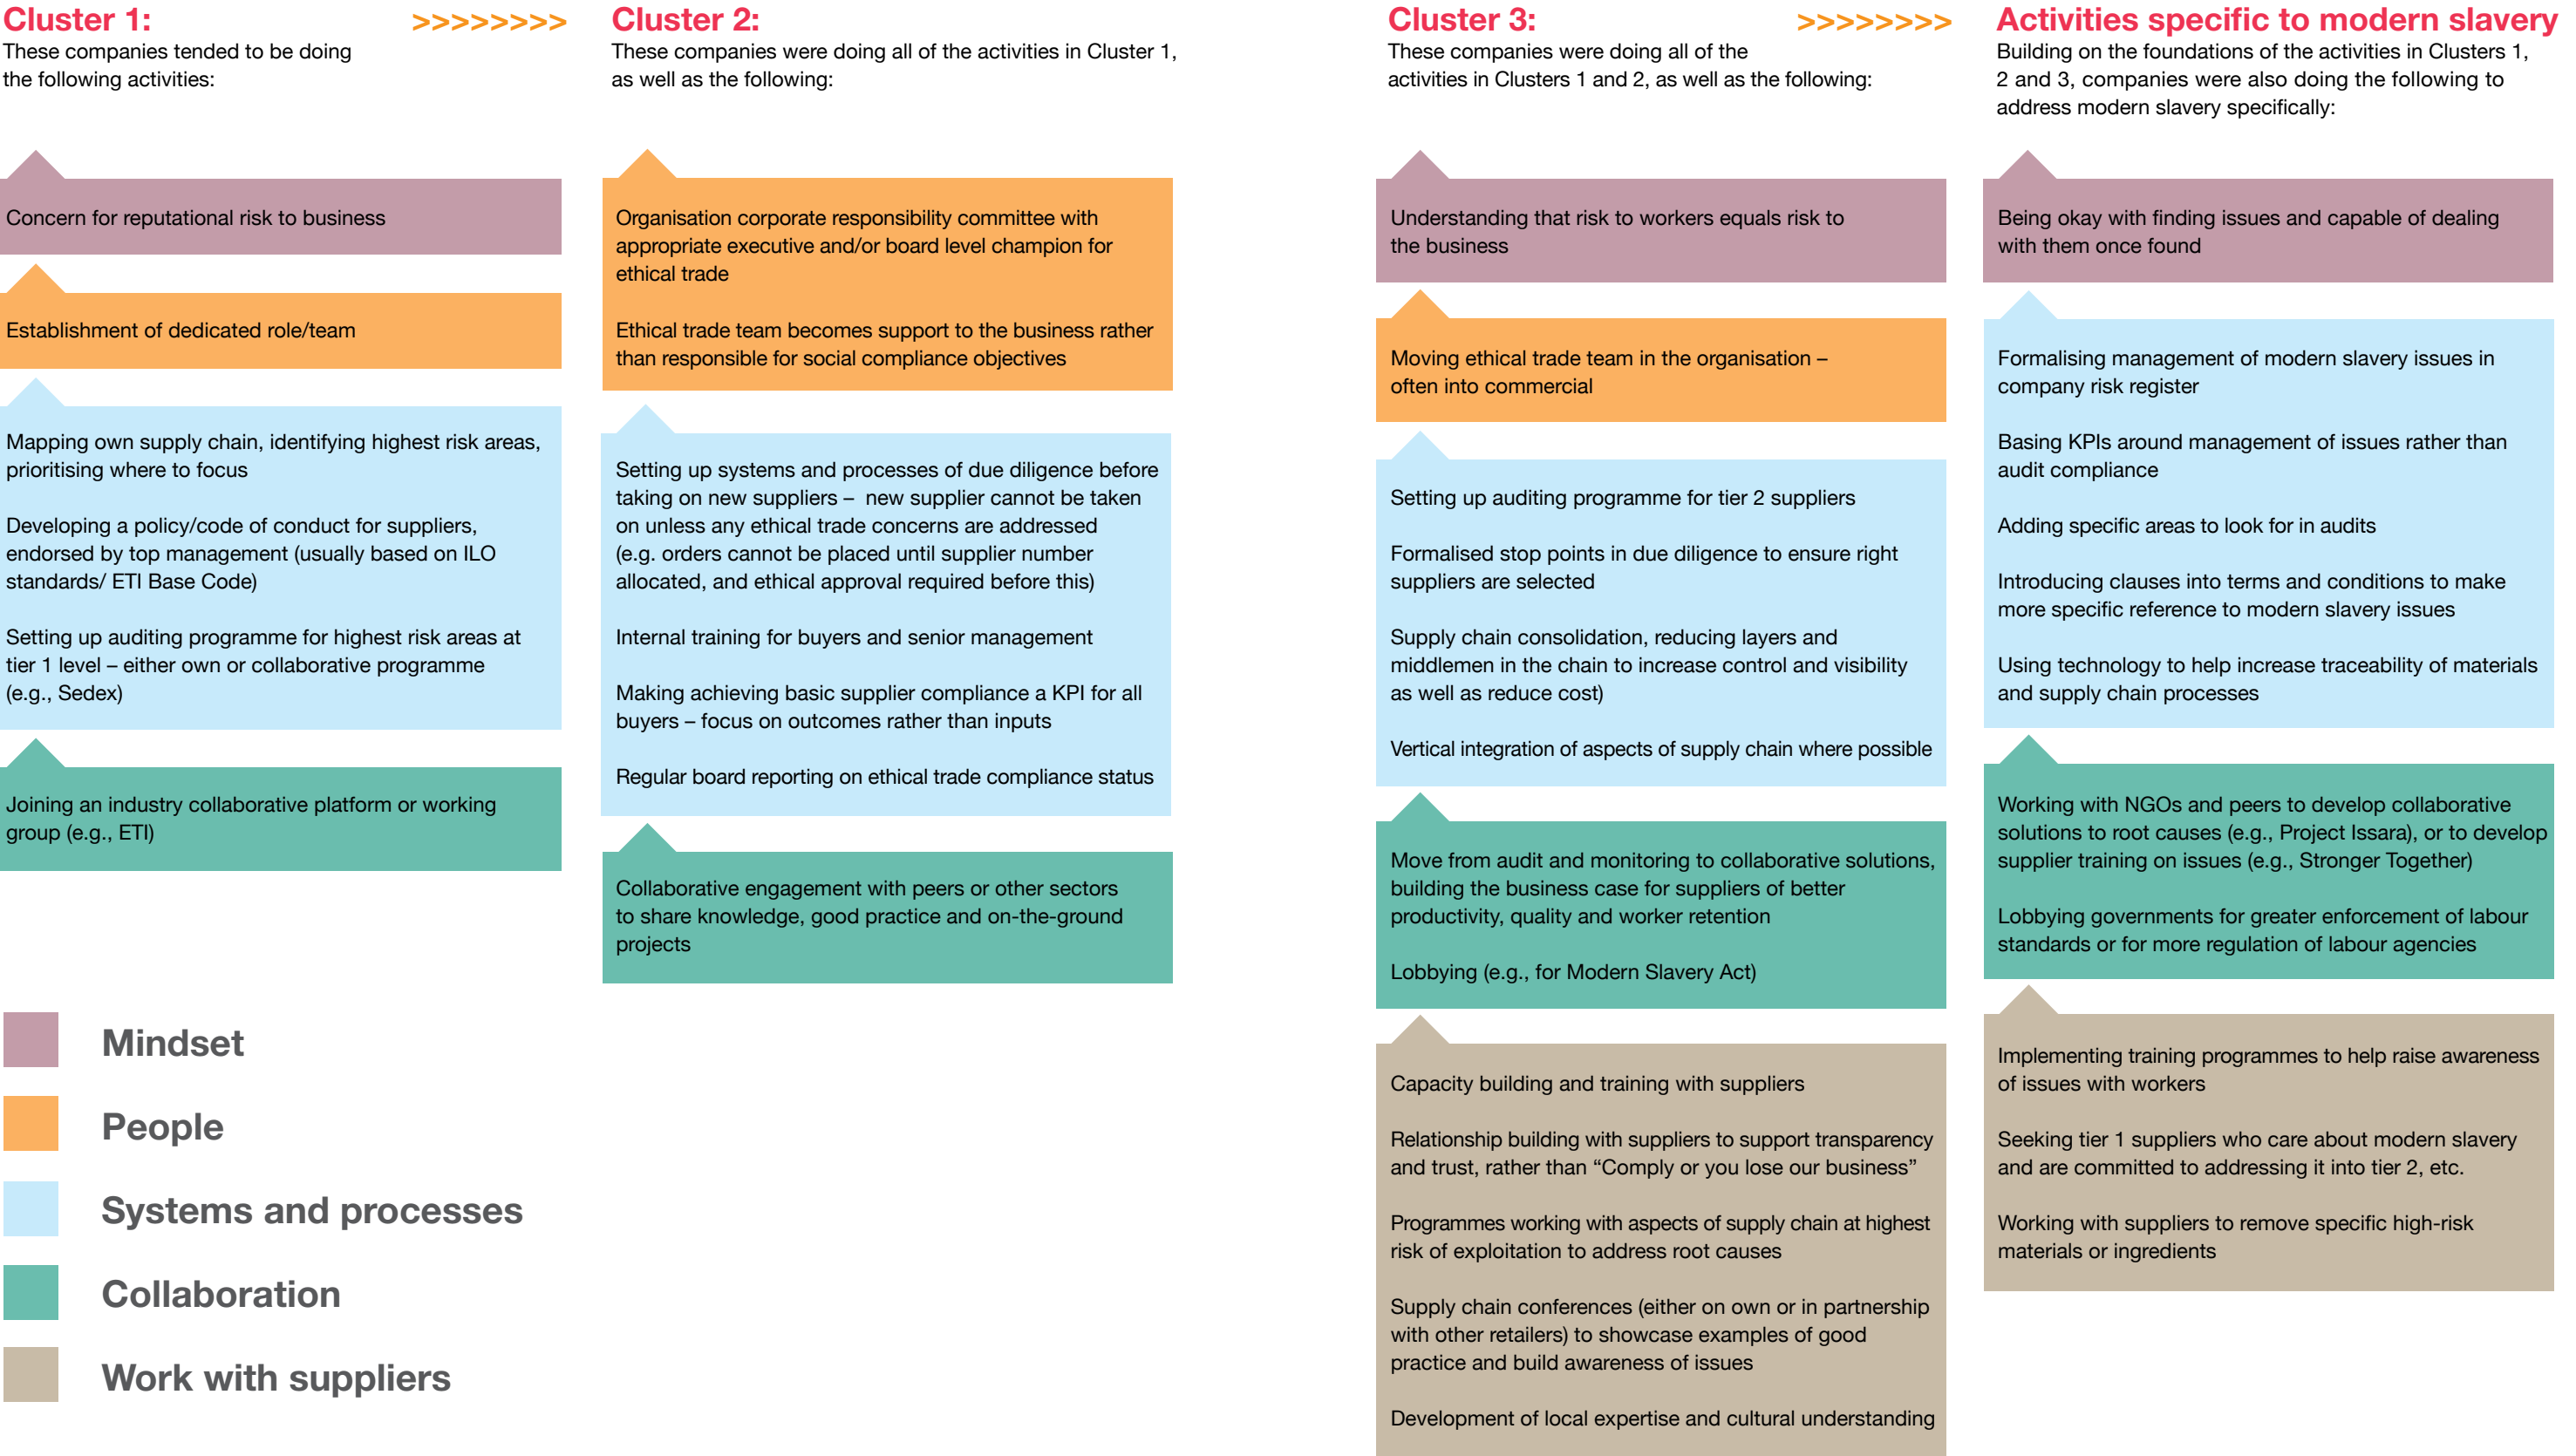 Cluster 1:
>>>>>>>>
These companies tended to be doing
the following activities:
Concern for reputational risk to business
Establishment of dedicated role/team
Mapping own supply chain, identifying highest risk areas,
prioritising where to focus
Developing a policy/code of conduct for suppliers,
endorsed by top management (usually based on ILO
standards/ ETI Base Code)
Setting up auditing programme for highest risk areas at
tier 1 level – either own or collaborative programme
(e.g., Sedex)
Joining an industry collaborative platform or working
group (e.g., ETI)
Cluster 2:
These companies were doing all of the activities in Cluster 1,
as well as the following:
Organisation corporate responsibility committee with
appropriate executive and/or board level champion for
ethical trade
Ethical trade team becomes support to the business rather
than responsible for social compliance objectives
Setting up systems and processes of due diligence before
taking on new suppliers – new supplier cannot be taken
on unless any ethical trade concerns are addressed
(e.g. orders cannot be placed until supplier number
allocated, and ethical approval required before this)
Internal training for buyers and senior management
Making achieving basic supplier compliance a KPI for all
buyers – focus on outcomes rather than inputs
Regular board reporting on ethical trade compliance status
Collaborative engagement with peers or other sectors
to share knowledge, good practice and on-the-ground
projects
Cluster 3:
>>>>>>>>
These companies were doing all of the
activities in Clusters 1 and 2, as well as the following:
Understanding that risk to workers equals risk to
the business
Moving ethical trade team in the organisation –
often into commercial
Setting up auditing programme for tier 2 suppliers
Formalised stop points in due diligence to ensure right
suppliers are selected
Supply chain consolidation, reducing layers and
middlemen in the chain to increase control and visibility
as well as reduce cost)
Vertical integration of aspects of supply chain where possible
Move from audit and monitoring to collaborative solutions,
building the business case for suppliers of better
productivity, quality and worker retention
Lobbying (e.g., for Modern Slavery Act)
Capacity building and training with suppliers
Relationship building with suppliers to support transparency
and trust, rather than “Comply or you lose our business”
Programmes working with aspects of supply chain at highest
risk of exploitation to address root causes
Supply chain conferences (either on own or in partnership
with other retailers) to showcase examples of good
practice and build awareness of issues
Development of local expertise and cultural understanding
Activities specific to modern slavery
Building on the foundations of the activities in Clusters 1,
2 and 3, companies were also doing the following to
address modern slavery specifically:
Being okay with finding issues and capable of dealing
with them once found
Formalising management of modern slavery issues in
company risk register
Basing KPIs around management of issues rather than
audit compliance
Adding specific areas to look for in audits
Introducing clauses into terms and conditions to make
more specific reference to modern slavery issues
Using technology to help increase traceability of materials
and supply chain processes
Working with NGOs and peers to develop collaborative
solutions to root causes (e.g., Project Issara), or to develop
supplier training on issues (e.g., Stronger Together)
Lobbying governments for greater enforcement of labour
standards or for more regulation of labour agencies
Implementing training programmes to help raise awareness
of issues with workers
Seeking tier 1 suppliers who care about modern slavery
and are committed to addressing it into tier 2, etc.
Working with suppliers to remove specific high-risk
materials or ingredients
Mindset
People
Systems and processes
Collaboration
Work with suppliers